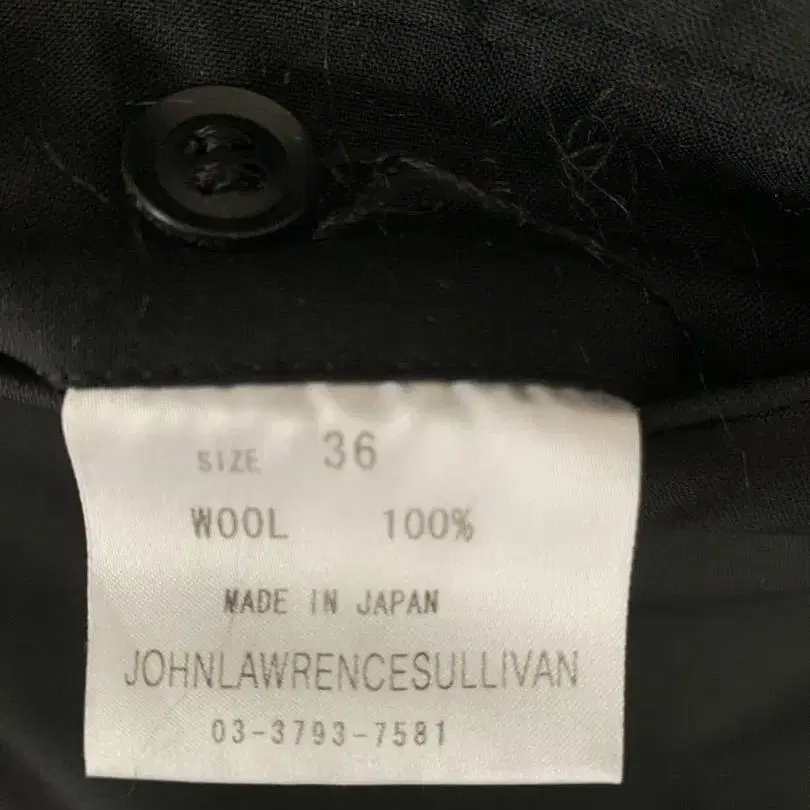 SIZE 36
WOOL 100%
MADE IN JAPAN
JOHNLAWRENCESULLIVAN
03-3793-7581